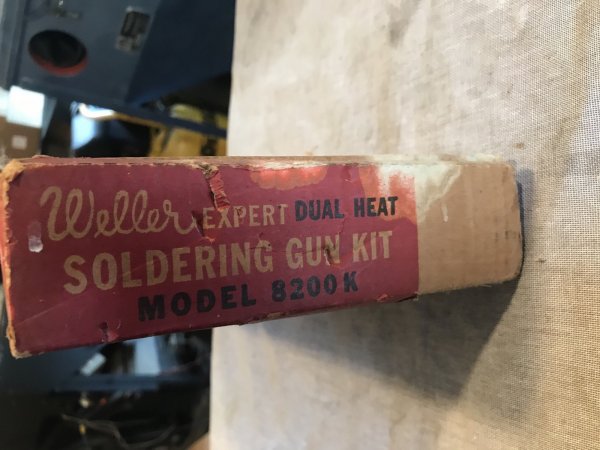 Weller EXPERT DUAL HEAT
SOLDERING GUN KIT
MODEL 8200K